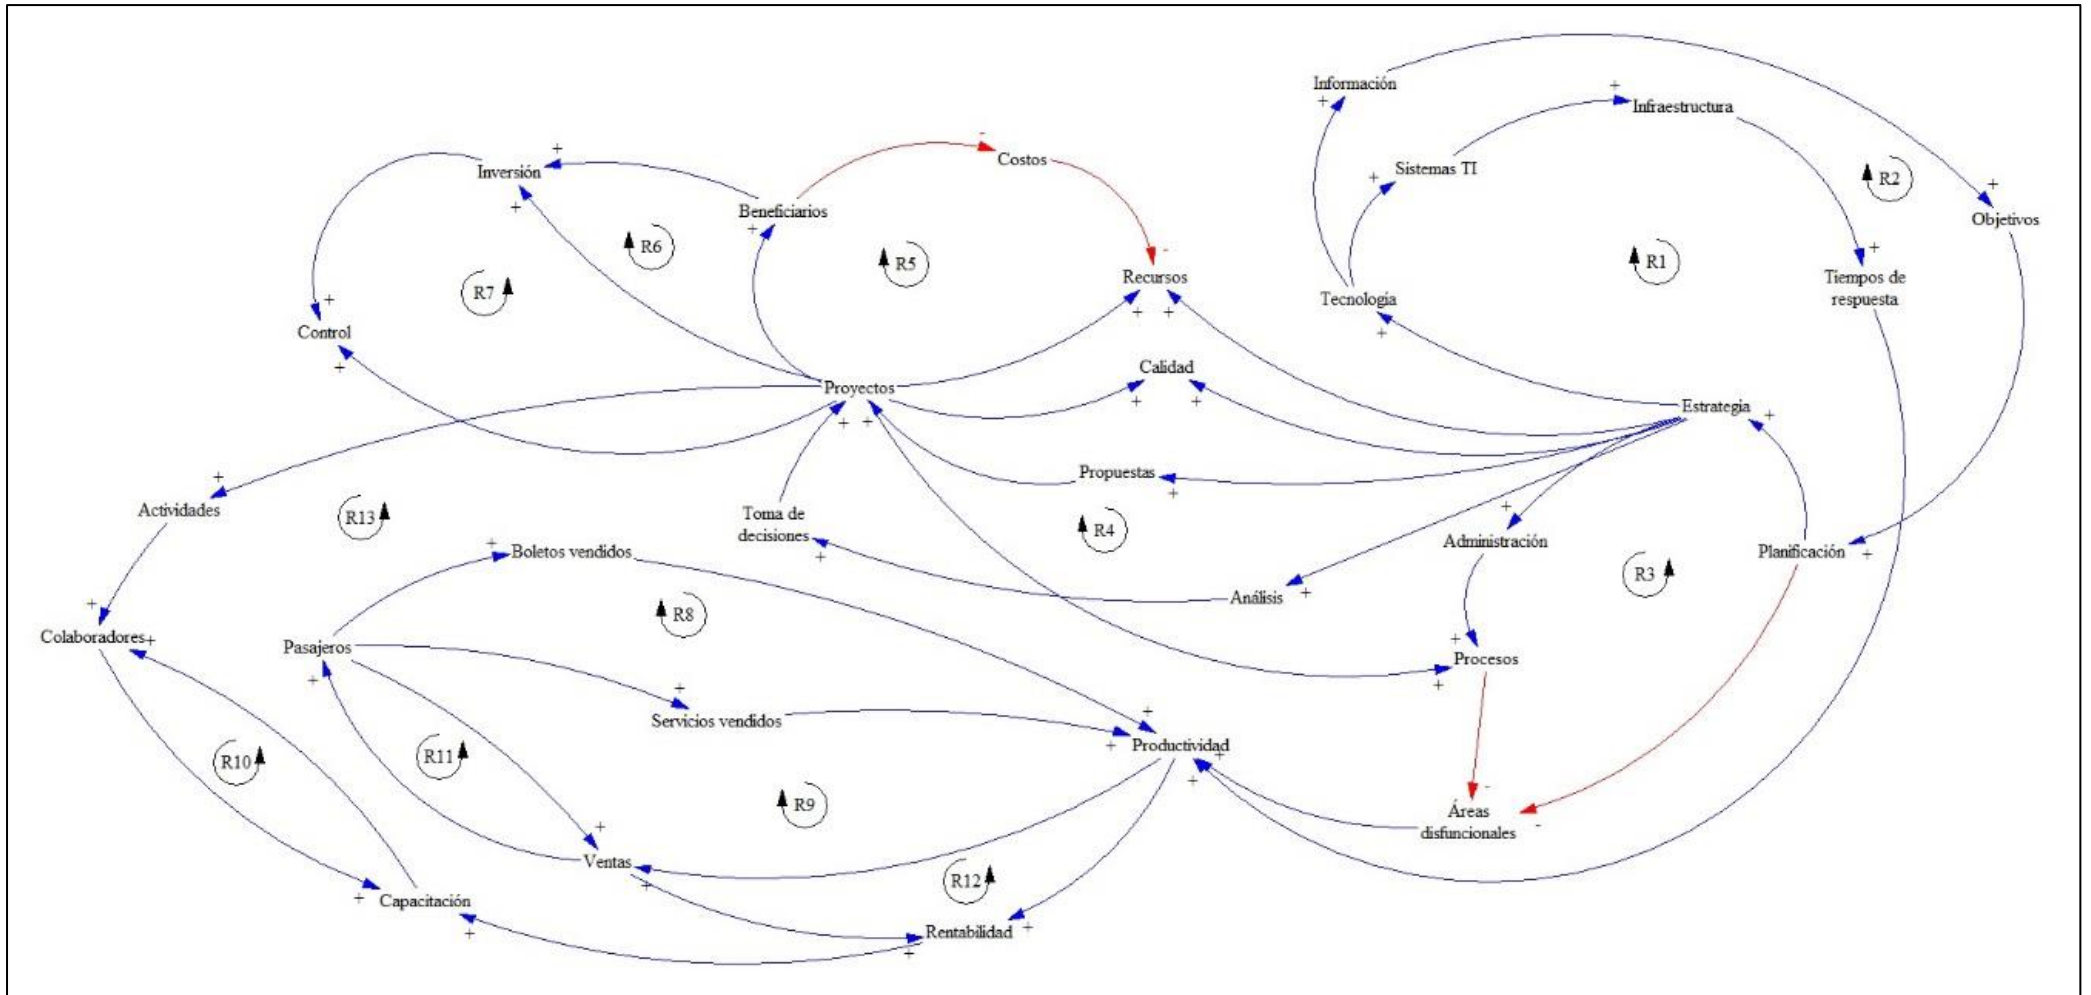 Información
Infraestructura
Costos
Inversión
Sistemas TI
R2
Beneficiarios
Objetivos
R6
R5
R1
Recursos
R7
Tiempos de
respuesta
Tecnología
Control
Calidad
Proyectos
Estrategia
Propuestas
Actividades
R13
Toma de
decisiones
R4
Administración
Boletos vendidos
Planificación
R3
Análisis
R8
Colaboradores
Pasajeros
Procesos
Servicios vendidos
Productividad
R10
R11
R9
Áreas
disfuncionales
Ventas
R12
Capacitación
Rentabilidad